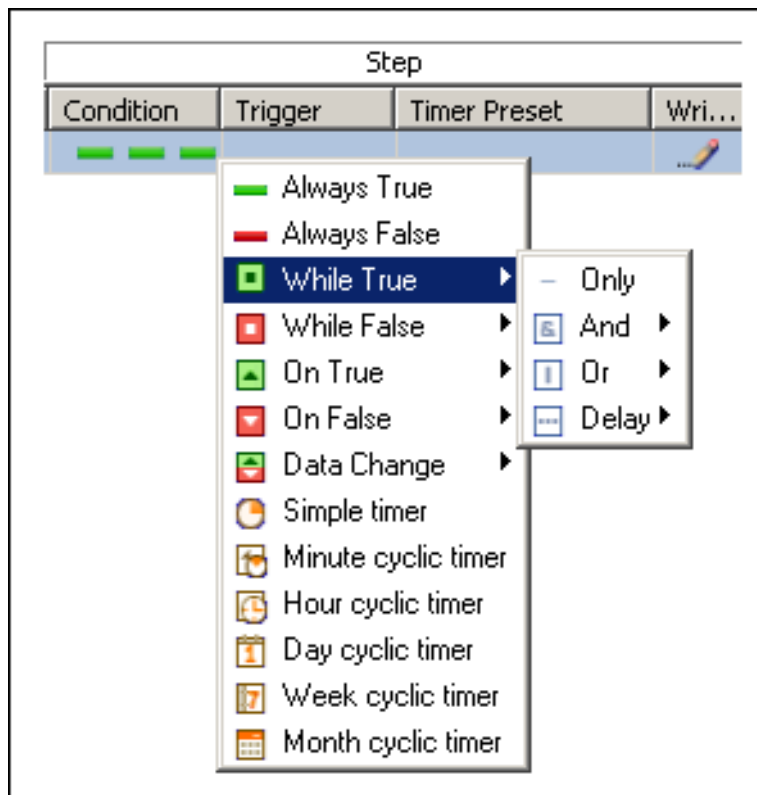 Step
Condition Trigger Timer Preset Wri...
Always True
Always False
While True
While False
On True
On False
Data Change
Simple timer
Minute cyclic timer
Hour cyclic timer
Day cyclic timer
Week cyclic timer
Month cyclic timer
Only
And
Or
Delay